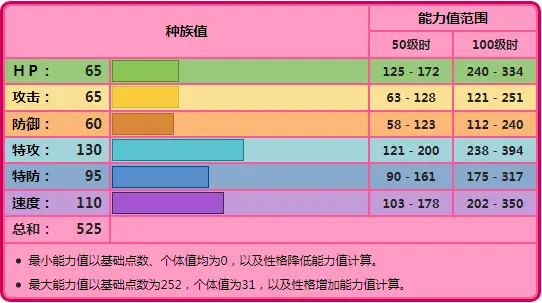 种族值 能力值范围
50级时 100级时
ＨＰ： 65 125 - 172 240 - 334
攻击： 65 63 - 128 121 - 251
防御： 60 58 - 123 112 - 240
特攻： 130 121 - 200 238 - 394
特防： 95 90 - 161 175 - 317
速度： 110 103 - 178 202 - 350
总和： 525
• 最小能力值以基础点数、个体值均为0，以及性格降低能力值计算。
• 最大能力值以基础点数为252，个体值为31，以及性格增加能力值计算。